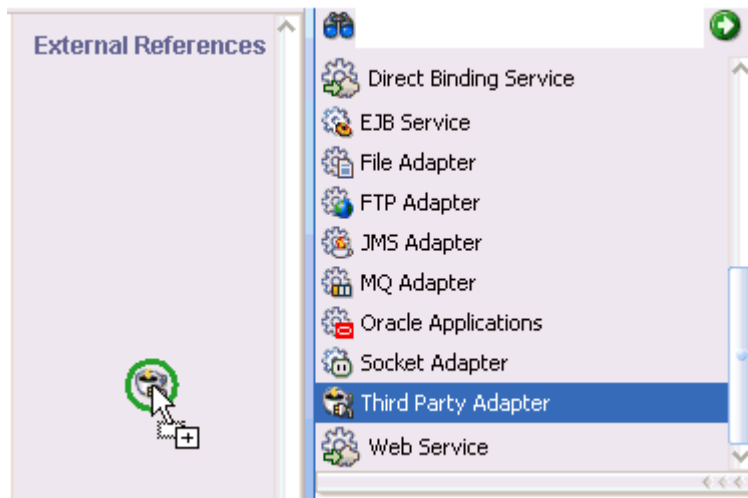 External References
Direct Binding Service
EJB Service
File Adapter
FTP Adapter
JMS Adapter
MQ Adapter
Oracle Applications
Socket Adapter
Third Party Adapter
Web Service